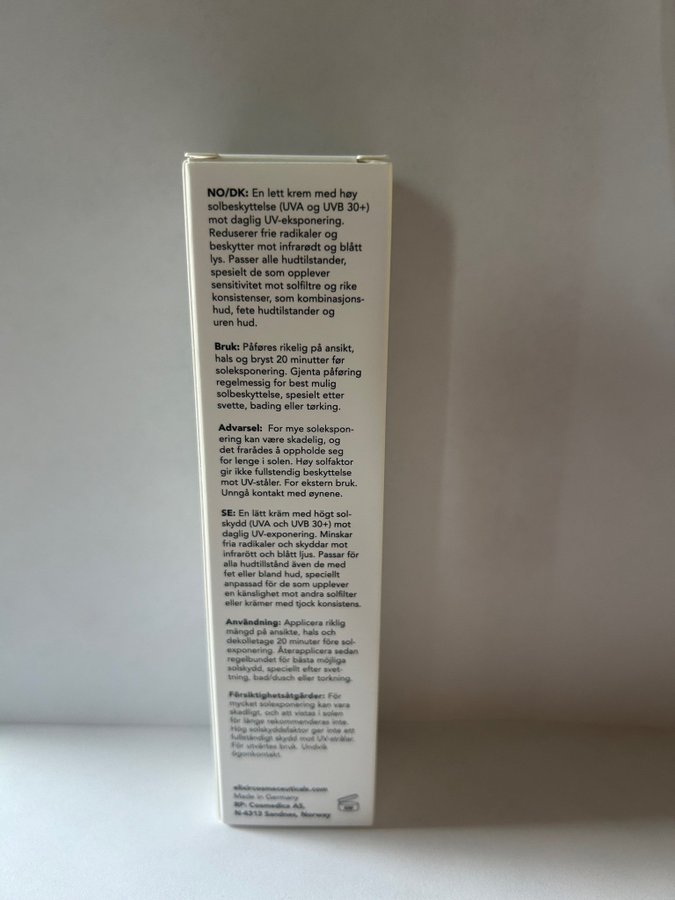 NO/DK: En lett krem med høy
solbeskyttelse (UVA og UVB 30+)
mot daglig UV-eksponering.
Reduserer frie radikaler og
beskytter mot infrarødt og blått
lys. Passer alle hudtilstander,
spesielt de som opplever
sensitivitet mot solfiltre og rike
konsistenser, som kombinasjons-
hud, fete hudtilstander og
uren hud.
Bruk: Påføres rikelig på ansikt,
hals og bryst 20 minutter før
soleksponering. Gjenta påføring
regelmessig for best mulig
solbeskyttelse, spesielt etter
svette, bading eller tørking.
Advarsel: For mye solekspon-
ering kan være skadelig, og
det frarådes å oppholde seg
for lenge i solen. Høy solfaktor
gir ikke fullstendig beskyttelse
mot UV-ståler. For ekstern bruk.
Unngå kontakt med øynene.
SE: En lätt kräm med högt sol-
skydd (UVA och UVB 30+) mot
daglig UV-exponering. Minskar
fria radikaler och skyddar mot
infrarött och blått ljus. Passar för
alla hudtillstånd även de med
fet eller bland hud, speciellt
anpassad för de som upplever
en känslighet mot andra solfilter
eller krämer med tjock konsistens.
Användning: Applicera riklig
mängd på ansikte, hals och
dekolletage 20 minuter före sol-
exponering. Återapplicera sedan
regelbundet för bästa möjliga
solskydd, speciellt efter svet-
tning, bad/dusch eller torkning.
Försiktighetsåtgärder: För
mycket solexponering kan vara
skadligt, och att vistas i solen
för länge rekommenderas inte.
Hög solskyddsfaktor ger inte ett
fullständigt skydd mot UV-strålar.
För utvärtes bruk. Undvik
ögonkontakt.
elixircosmeceuticals.com
Made in Germany
RP: Cosmedica AS,
N-4313 Sandnes, Norway